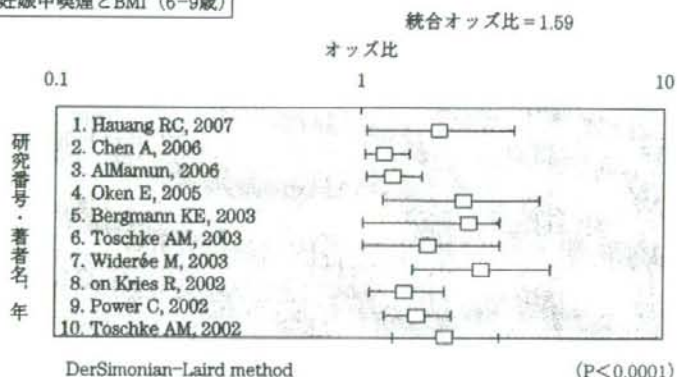 妊娠中喫煙とBMI（6-9歳）
統合オッズ比＝1.59
オッズ比
0.1 1 10
研究番号・著者名，年
1. Hauang RC, 2007
2. Chen A, 2006
3. AlMamun, 2006
4. Oken E, 2005
5. Bergmann KE, 2003
6. Toschke AM, 2003
7. Widerøe M, 2003
8. on Kries R, 2002
9. Power C, 2002
10. Toschke AM, 2002
DerSimonian-Laird method (P<0.0001)